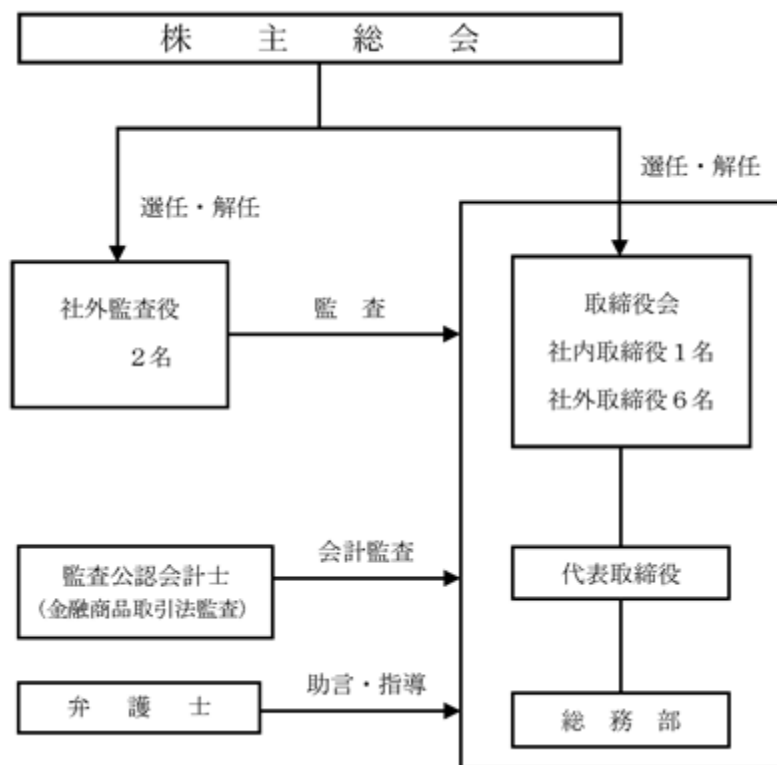 株主総会
選任・解任
選任・解任
社外監査役
2名
監査
取締役会
社内取締役1名
社外取締役6名
監査公認会計士
(金融商品取引法監査)
会計監査
代表取締役
弁護士
助言・指導
総務部